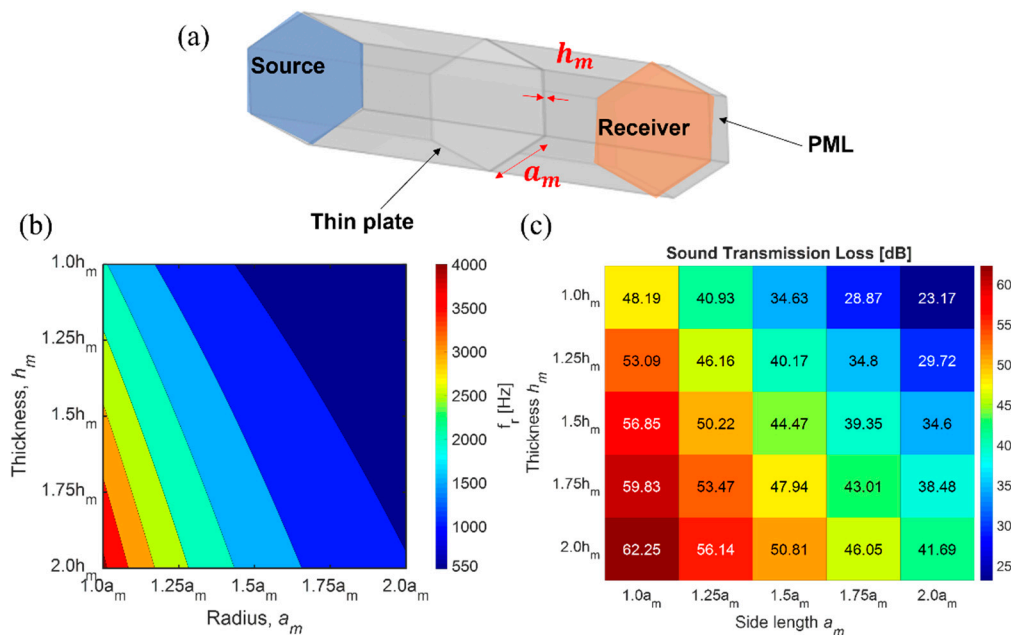 (a)
Source
h_m
Receiver
PML
a_m
Thin plate
(b)
1.0h_m
1.25h_m
1.5h_m
1.75h_m
2.0h_m
Thickness, h_m
1.0a_m 1.25a_m 1.5a_m 1.75a_m 2.0a_m
Radius, a_m
4000
3500
3000
2500
2000
1500
1000
550
f_r [Hz]
(c)
Sound Transmission Loss [dB]
1.0h_m 48.19 40.93 34.63 28.87 23.17
1.25h_m 53.09 46.16 40.17 34.8 29.72
1.5h_m 56.85 50.22 44.47 39.35 34.6
1.75h_m 59.83 53.47 47.94 43.01 38.48
2.0h_m 62.25 56.14 50.81 46.05 41.69
Thickness h_m
1.0a_m 1.25a_m 1.5a_m 1.75a_m 2.0a_m
Side length a_m
60
55
50
45
40
35
30
25